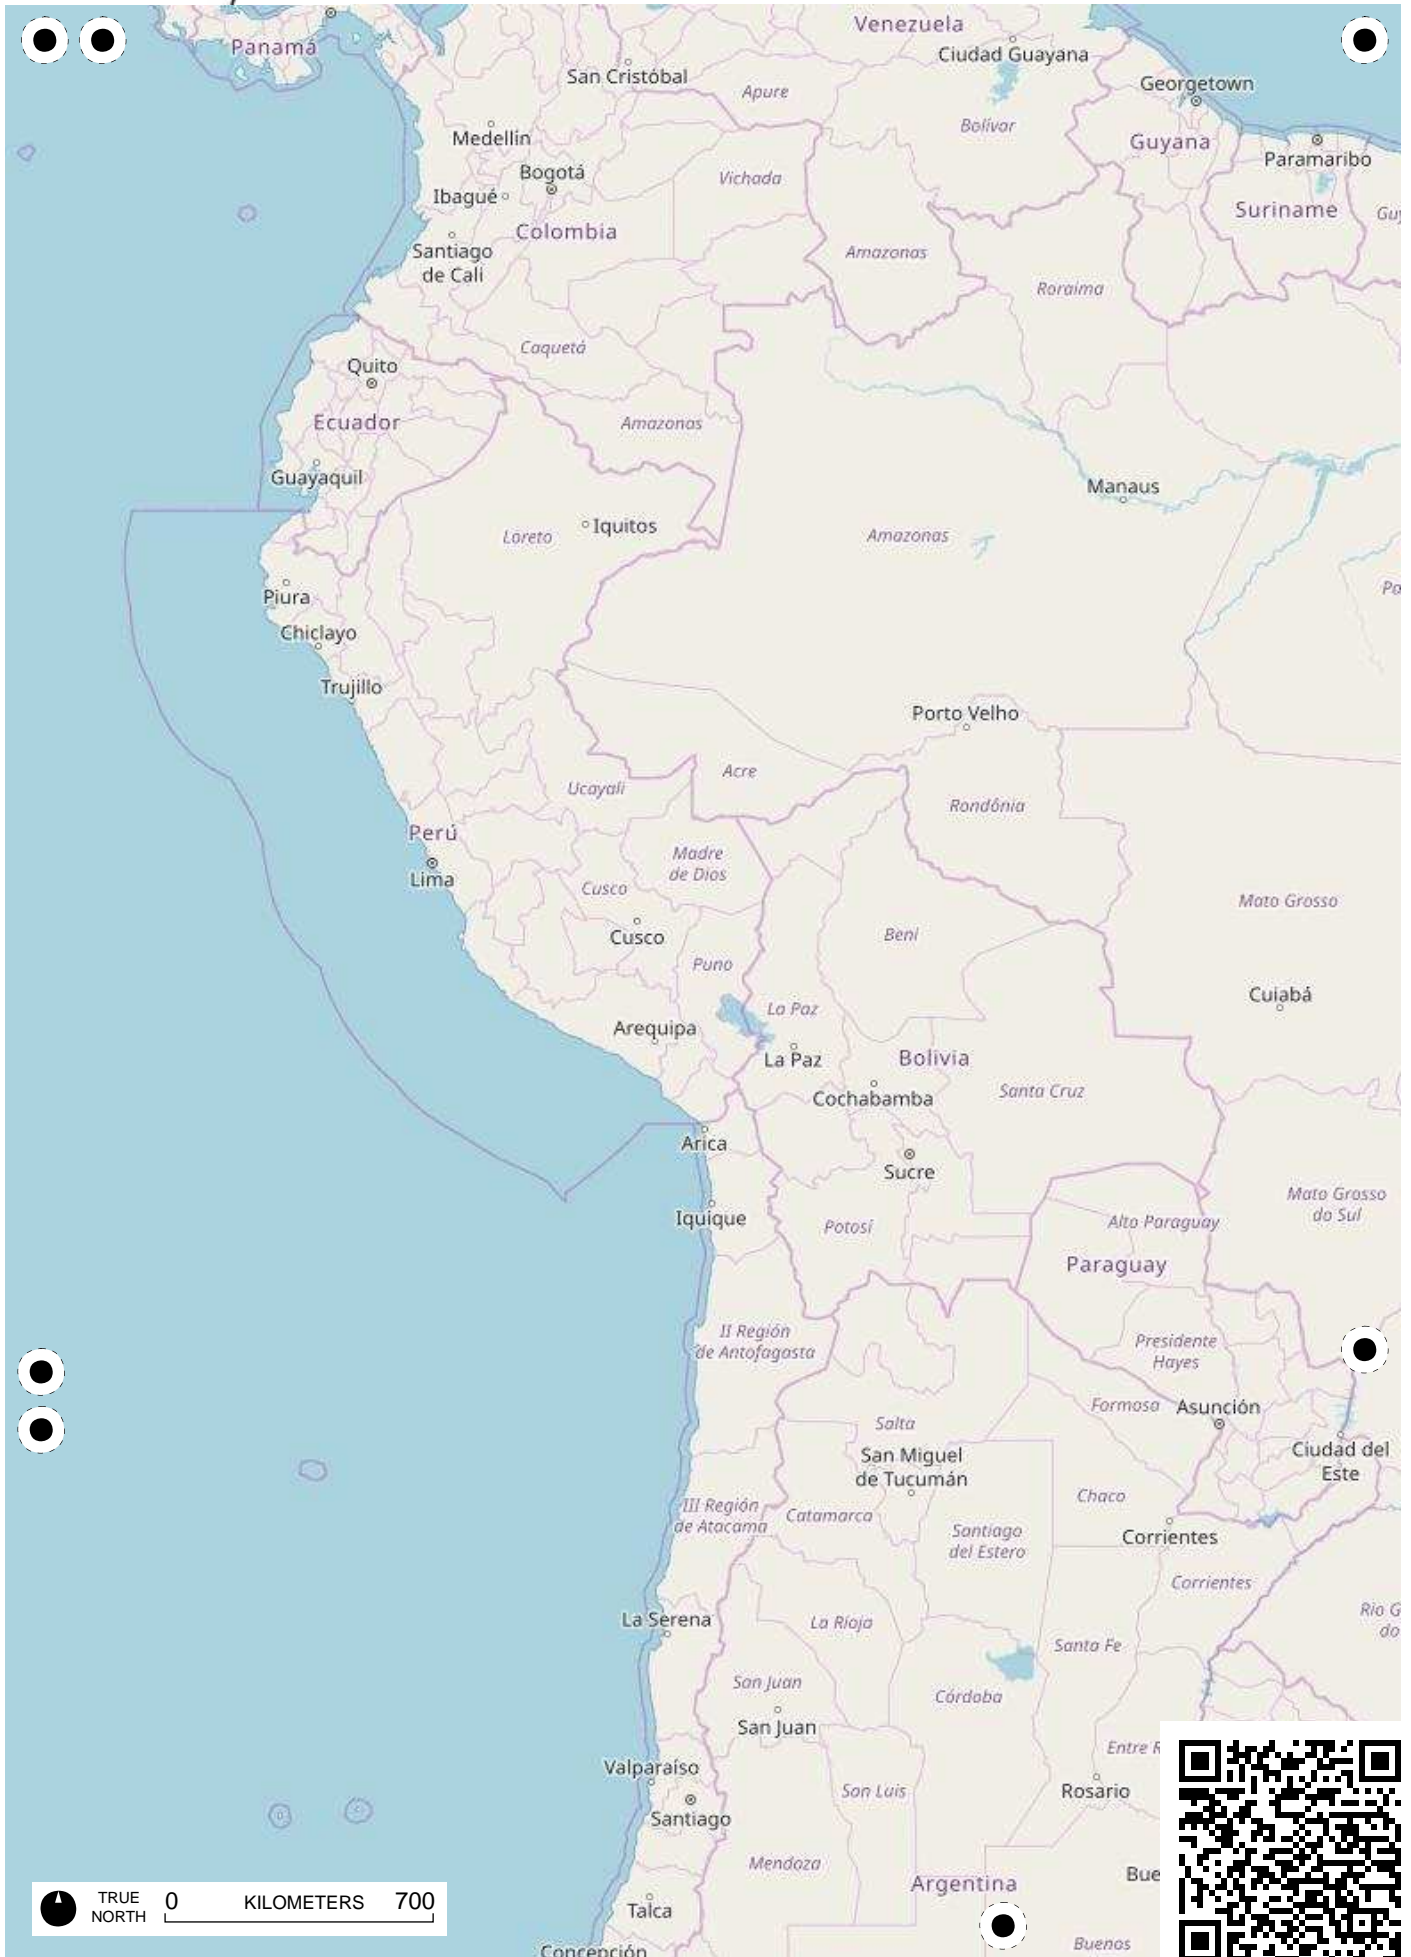 Panamá
Venezuela
Ciudad Guayana
San Cristóbal
Apure
Georgetown
Bolívar
Medellín
Guyana
Paramaribo
Bogotá
Vichada
Ibagué
Suriname
Guy
Colombia
Santiago
de Cali
Amazonas
Roraima
Caquetá
Quito
Ecuador
Amazonas
Guayaquil
Manaus
Iquitos
Loreto
Amazonas
Piura
Pa
Chiclayo
Trujillo
Porto Velho
Acre
Ucayali
Rondônia
Perú
Madre
de Dios
Lima
Cusco
Mato Grosso
Cusco
Beni
Puno
Cuiabá
La Paz
Arequipa
La Paz
Bolivia
Santa Cruz
Cochabamba
Arica
Sucre
Mato Grosso
do Sul
Iquique
Potosí
Alto Paraguay
Paraguay
II Región
de Antofagasta
Presidente
Hayes
Formosa
Asunción
Salta
San Miguel
de Tucumán
Ciudad del
Este
Chaco
III Región
de Atacama
Catamarca
Santiago
del Estero
Corrientes
Corrientes
La Serena
La Rioja
Rio G
do
Santa Fe
San Juan
Córdoba
San Juan
Entre R
Valparaíso
San Luis
Rosario
Santiago
Mendoza
Bue
Argentina
TRUE
NORTH
0 KILOMETERS 700
Talca
Concepción
Buenos